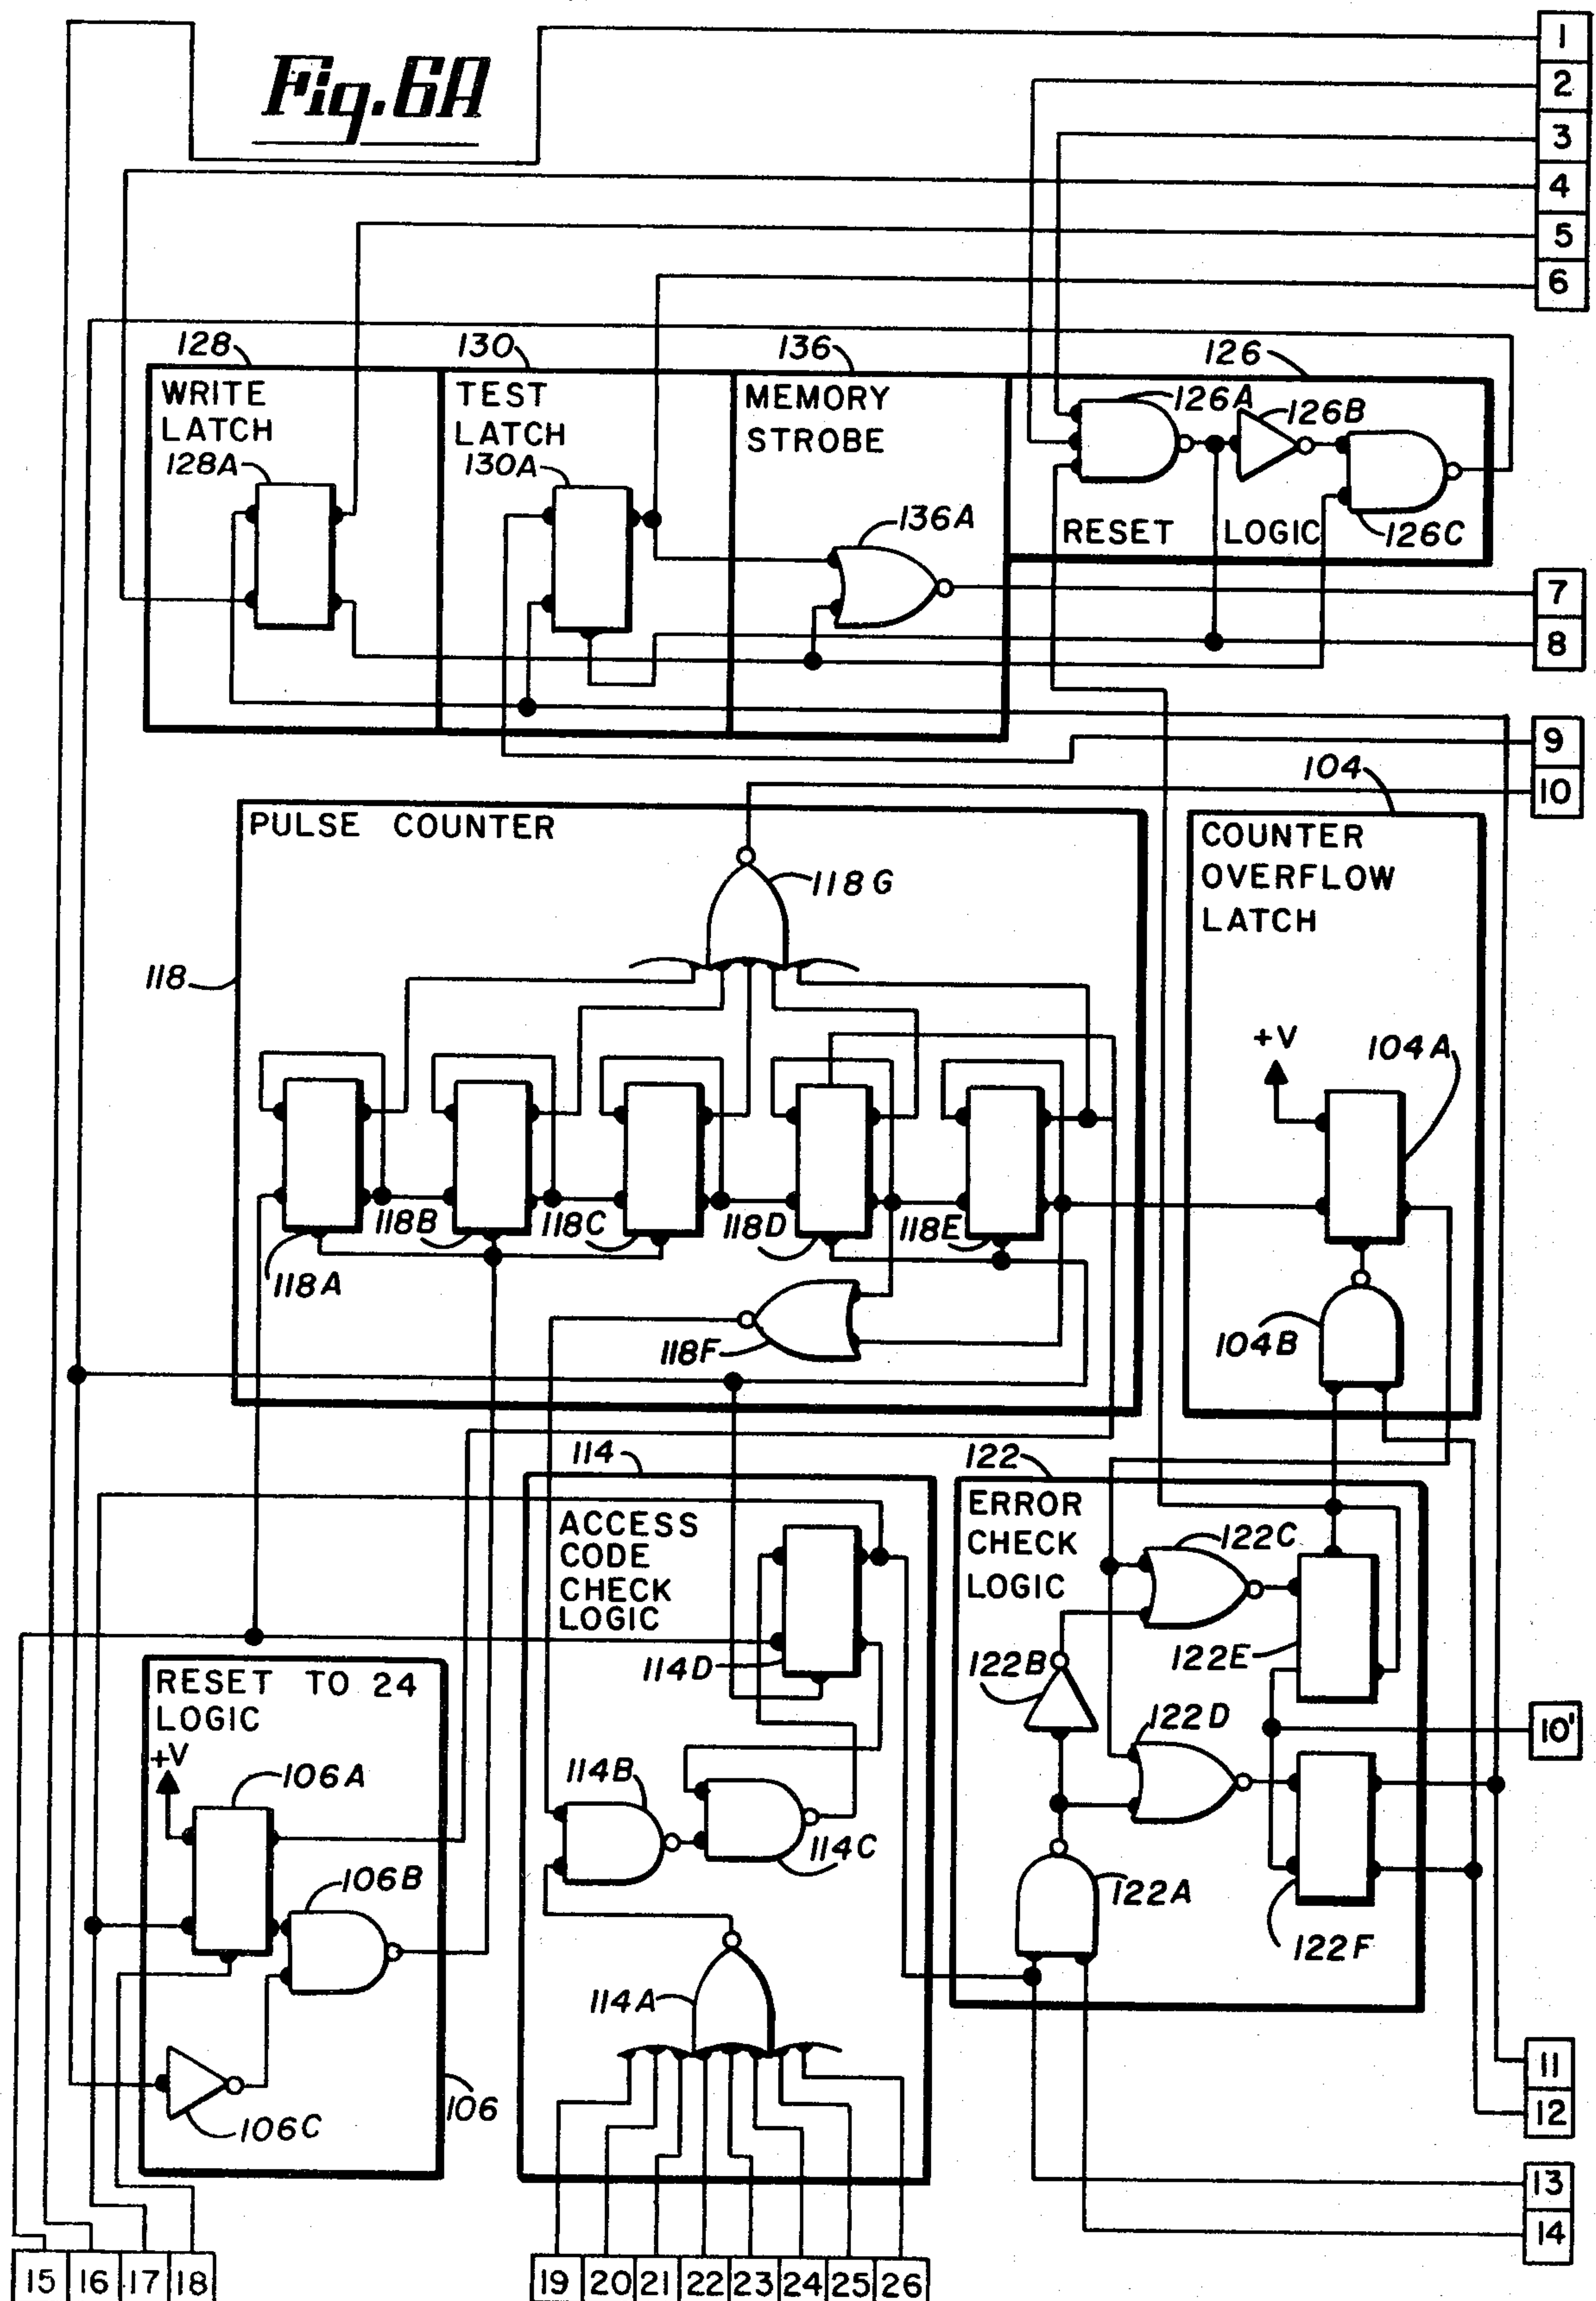 Fig. 6A
1
2
3
4
5
6
128
130
136
126
WRITE
LATCH
128A
TEST
LATCH
130A
MEMORY
STROBE
136A
126A
126B
RESET LOGIC
126C
7
8
9
10
104
PULSE COUNTER
118G
118
COUNTER
OVERFLOW
LATCH
+V
104A
118A
118B
118C
118D
118E
118F
104B
114
122
ACCESS
CODE
CHECK
LOGIC
114D
ERROR
CHECK
LOGIC
122C
122E
122B
122D
10'
RESET TO 24
LOGIC
+V
106A
106B
114B
114C
122A
122F
114A
106C
106
11
12
13
14
15
16
17
18
19
20
21
22
23
24
25
26